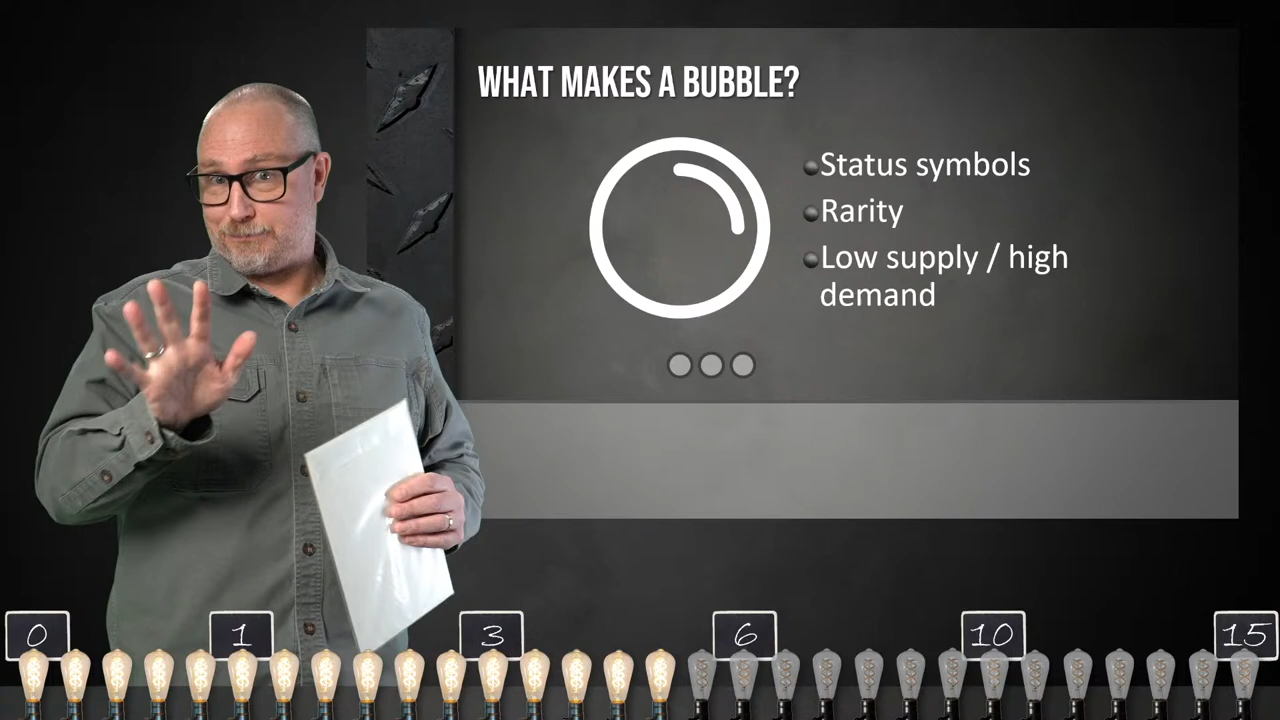 WHAT MAKES A BUBBLE?
Status symbols
Rarity
Low supply / high
demand
0
1
3
6
10
15